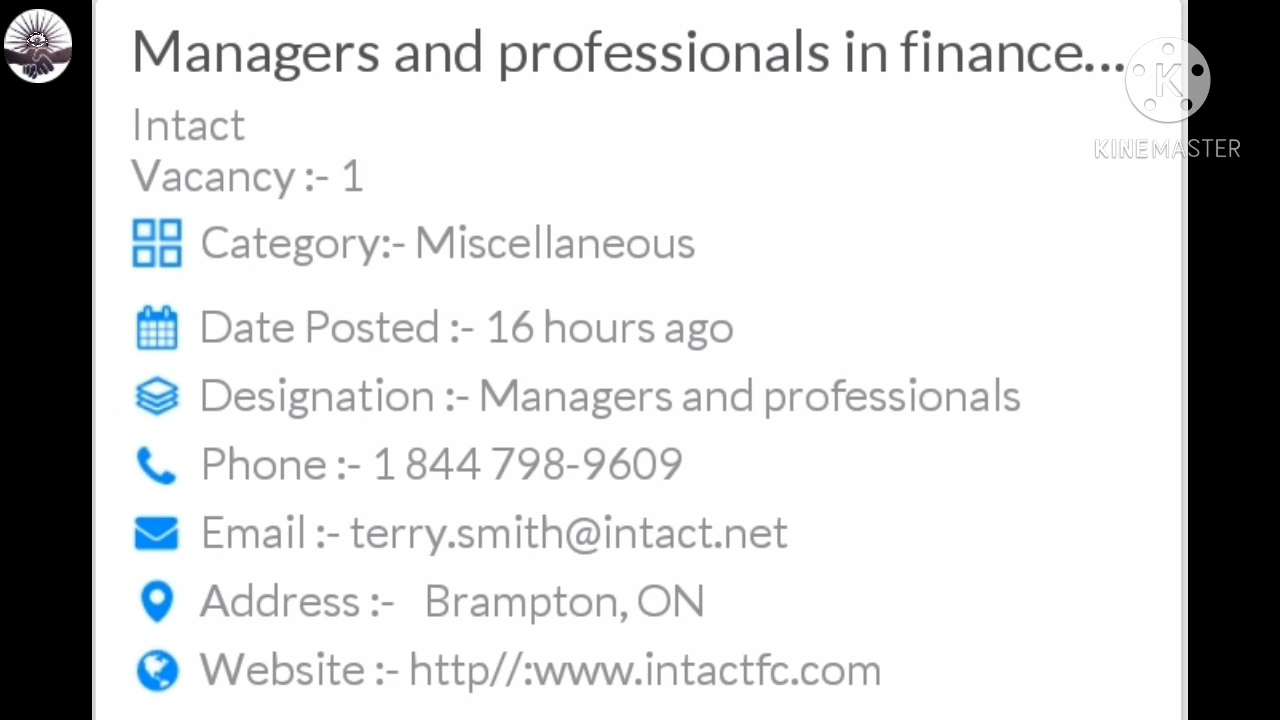 Managers and professionals in finance...
K
KINEMASTER
Intact
Vacancy :- 1
Category:- Miscellaneous
Date Posted :- 16 hours ago
Designation :- Managers and professionals
Phone :- 1 844 798-9609
Email :- terry.smith@intact.net
Address :- Brampton, ON
Website :- http//:www.intactfc.com